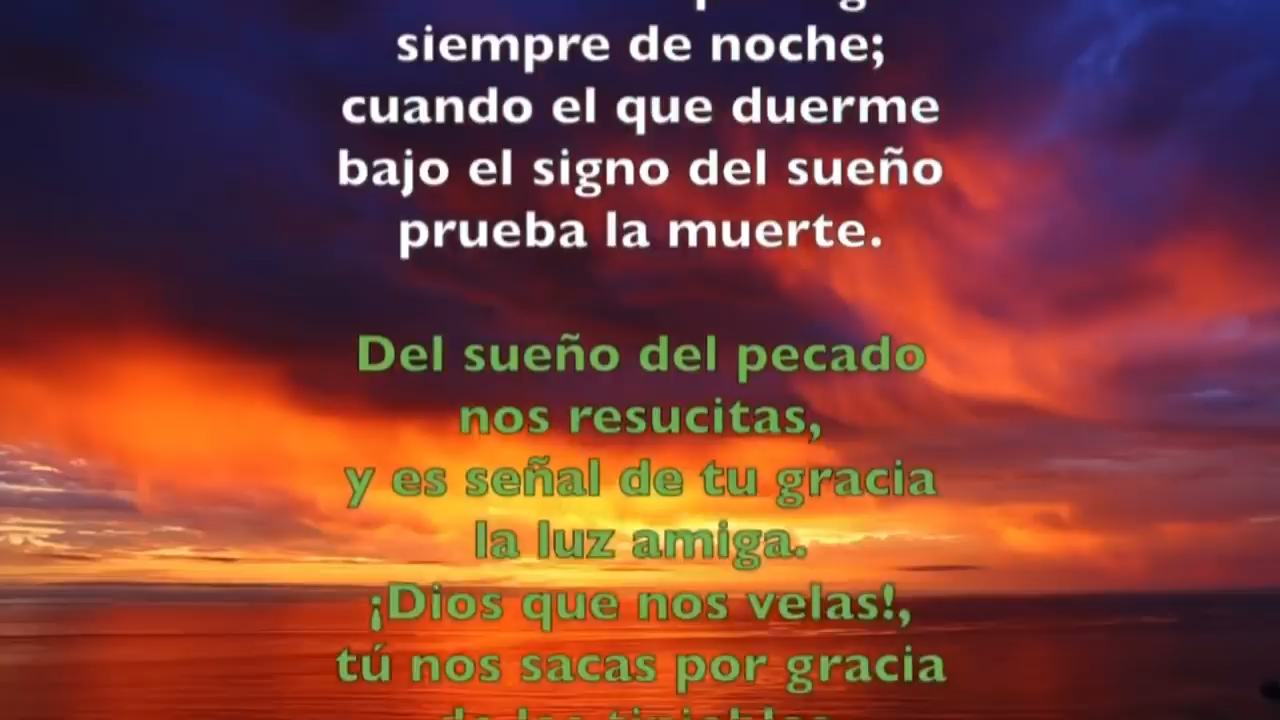 siempre de noche;
cuando el que duerme
bajo el signo del sueño
prueba la muerte.
Del sueño del pecado
nos resucitas,
y es señal de tu gracia
la luz amiga.
¡Dios que nos velas!,
tú nos sacas por gracia